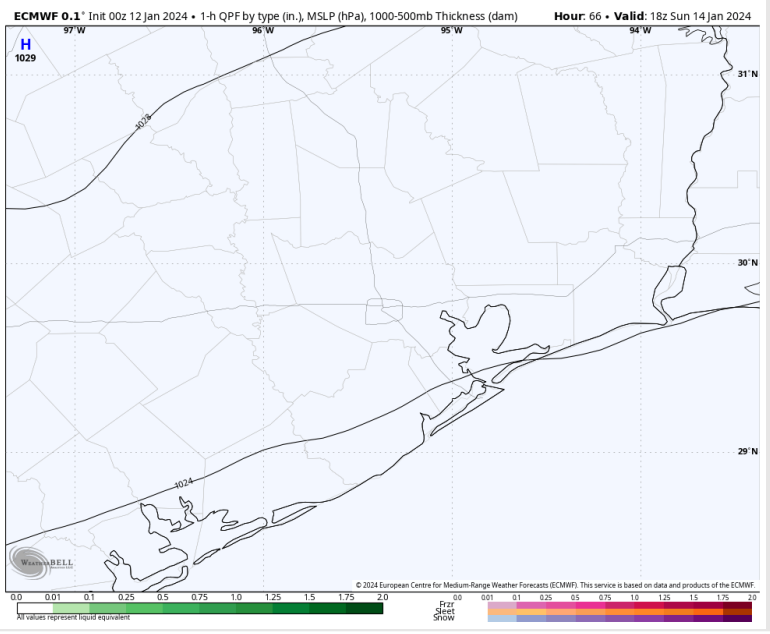 ECMWF 0.1° Init 00z 12 Jan 2024 • 1-h QPF by type (in.), MSLP (hPa), 1000-500mb Thickness (dam)
Hour: 66 • Valid: 18z Sun 14 Jan 2024
97°W 96°W 95°W 94°W
H
1029
31°N
1028
30°N
29°N
1024
WEATHERBELL
© 2024 European Centre for Medium-Range Weather Forecasts (ECMWF). This service is based on data and products of the ECMWF.
0.0 0.01 0.1 0.25 0.5 0.75 1.0 1.25 1.5 1.75 2.0
0.0 0.01 0.1 0.25 0.5 0.75 1.0 1.25 1.5 1.75 2.0
Frzr
Sleet
Snow
All values represent liquid equivalent